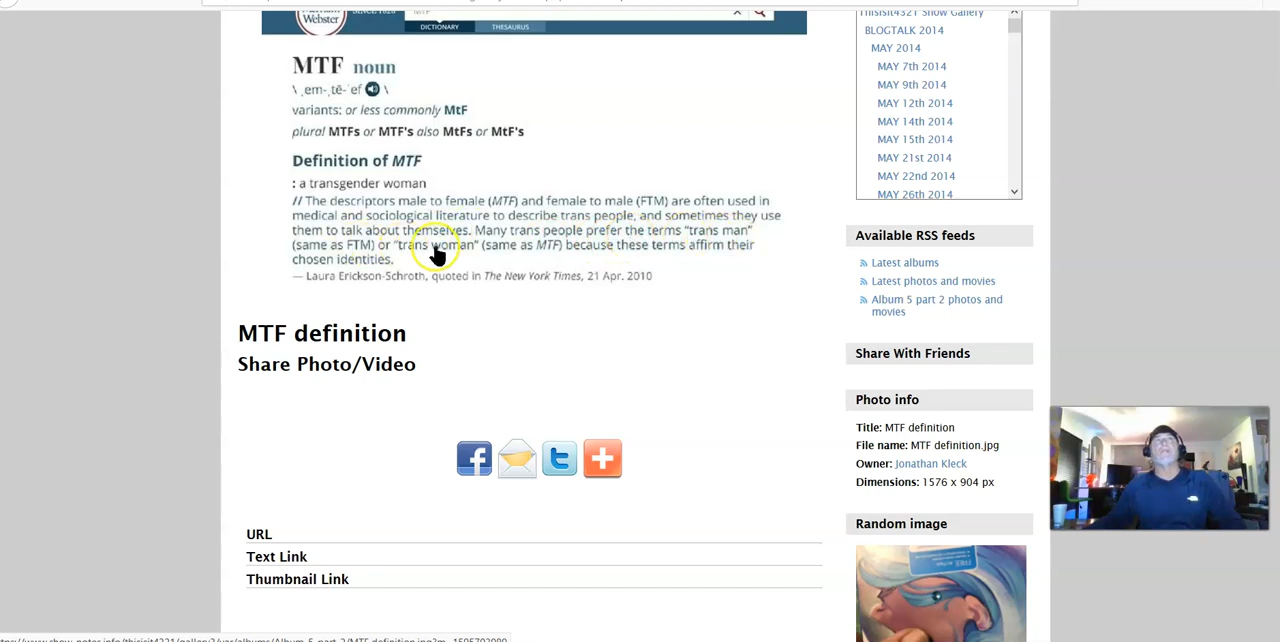 Webster
SINCE 1828
MTF
DICTIONARY
THESAURUS
MTF noun
\ ˌem-ˌtē-ˈef \
variants: or less commonly MtF
plural MTFs or MTF's also MtFs or MtF's
Definition of MTF
: a transgender woman
// The descriptors male to female (MTF) and female to male (FTM) are often used in
medical and sociological literature to describe trans people, and sometimes they use
them to talk about themselves. Many trans people prefer the terms “trans man”
(same as FTM) or “trans woman” (same as MTF) because these terms affirm their
chosen identities.
— Laura Erickson-Schroth, quoted in The New York Times, 21 Apr. 2010
MTF definition
Share Photo/Video
URL
Text Link
Thumbnail Link
Thisisit4321 Show Gallery
BLOGTALK 2014
MAY 2014
MAY 7th 2014
MAY 9th 2014
MAY 12th 2014
MAY 14th 2014
MAY 15th 2014
MAY 21st 2014
MAY 22nd 2014
MAY 26th 2014
Available RSS feeds
Latest albums
Latest photos and movies
Album 5 part 2 photos and
movies
Share With Friends
Photo info
Title: MTF definition
File name: MTF definition.jpg
Owner: Jonathan Kleck
Dimensions: 1576 x 904 px
Random image
FREE